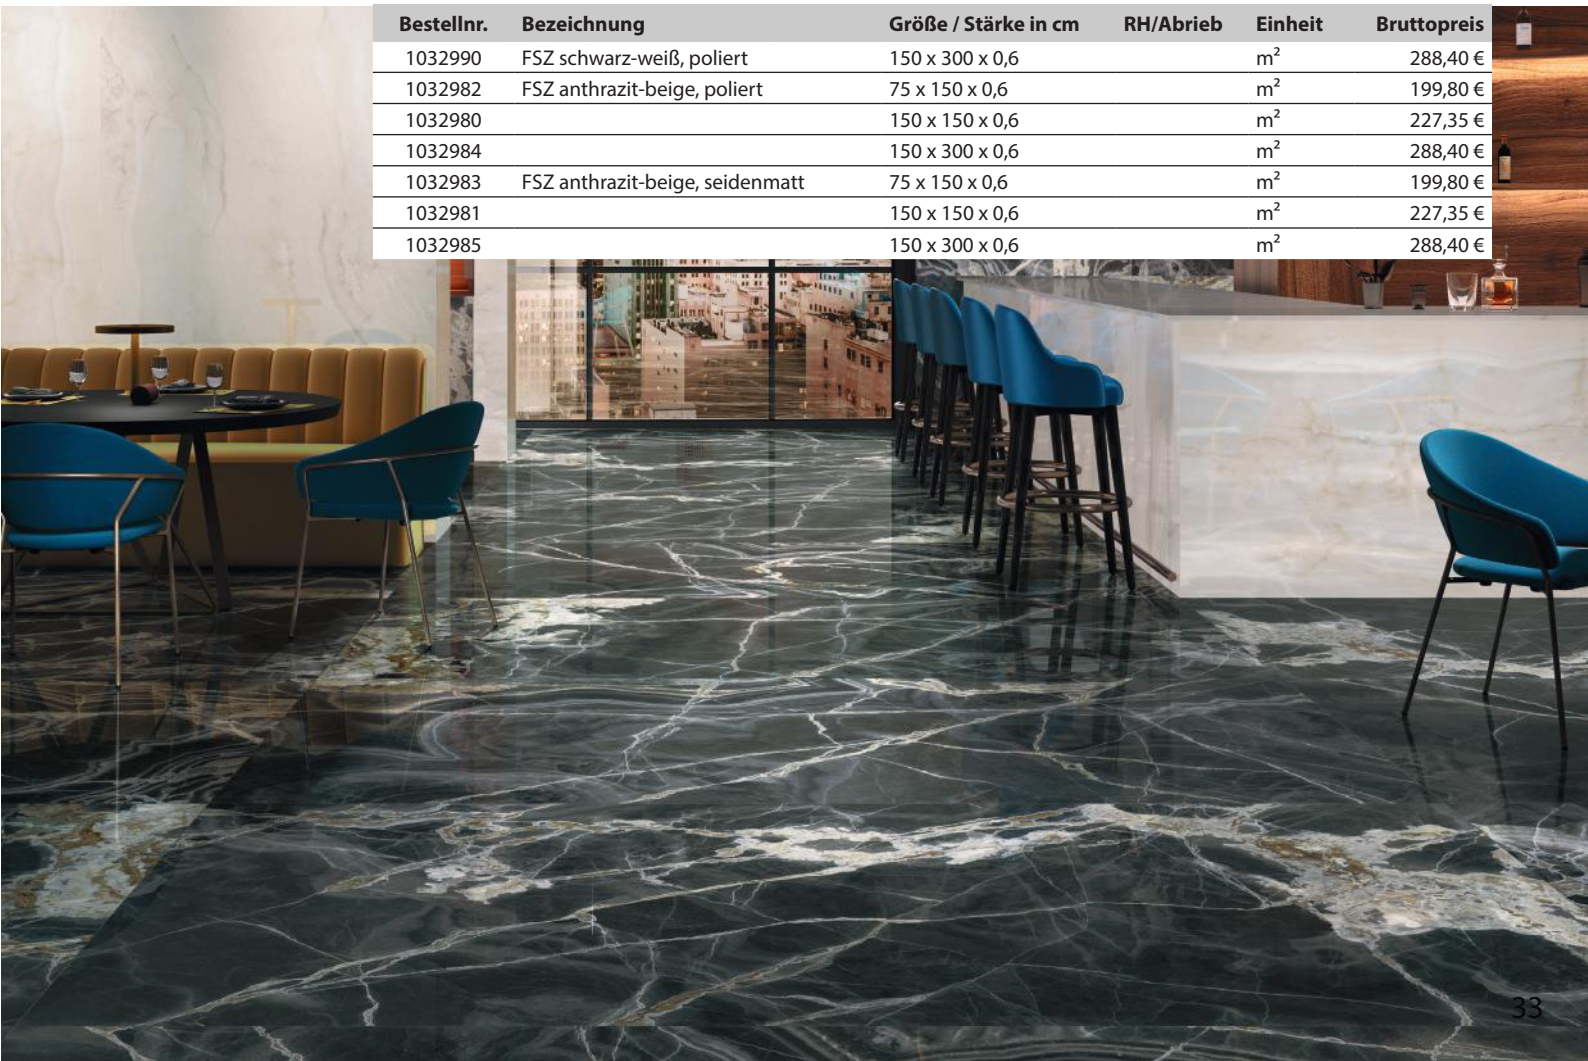 Bestellnr. Bezeichnung Größe / Stärke in cm RH/Abrieb Einheit Bruttopreis
1032990 FSZ schwarz-weiß, poliert 150 x 300 x 0,6 m² 288,40 €
1032982 FSZ anthrazit-beige, poliert 75 x 150 x 0,6 m² 199,80 €
1032980 150 x 150 x 0,6 m² 227,35 €
1032984 150 x 300 x 0,6 m² 288,40 €
1032983 FSZ anthrazit-beige, seidenmatt 75 x 150 x 0,6 m² 199,80 €
1032981 150 x 150 x 0,6 m² 227,35 €
1032985 150 x 300 x 0,6 m² 288,40 €
33